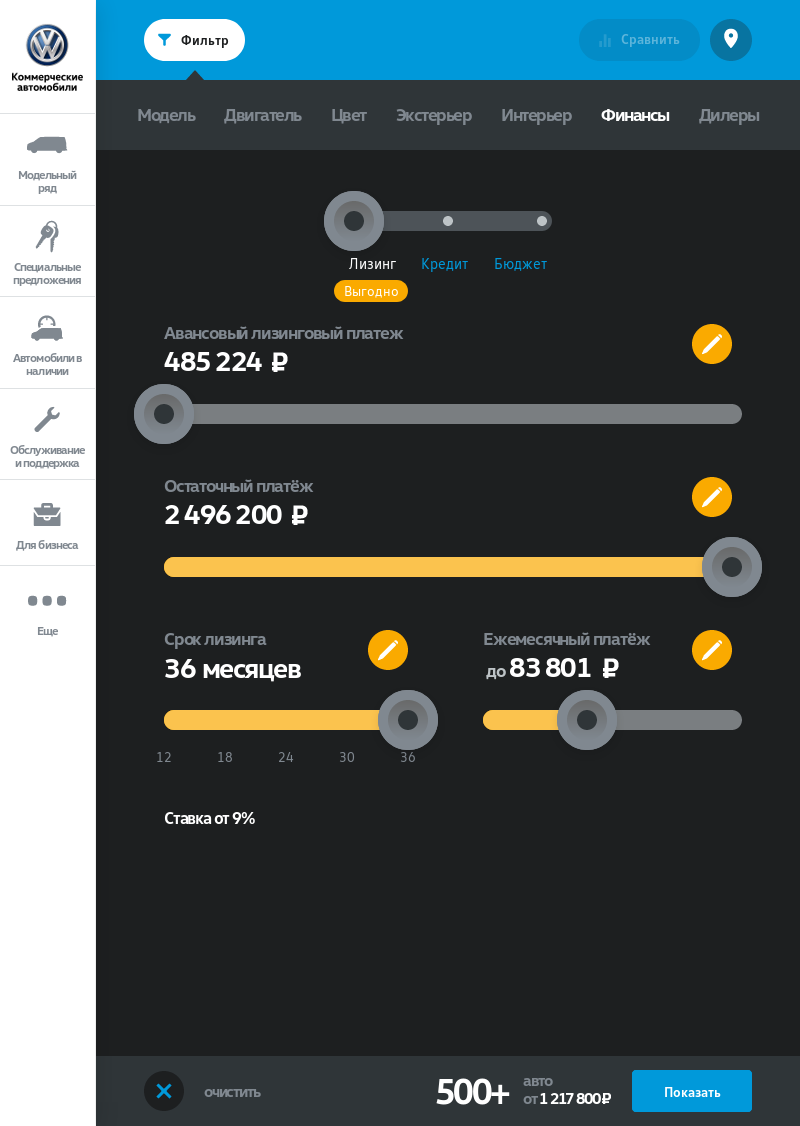 Коммерческие
автомобили
Модельный
ряд
Специальные
предложения
Автомобили в
наличии
Обслуживание
и поддержка
Для бизнеса
Еще
Фильтр
Сравнить
Модель Двигатель Цвет Экстерьер Интерьер Финансы Дилеры
Лизинг Кредит Бюджет
Выгодно
Авансовый лизинговый платеж
485 224 ₽
Остаточный платёж
2 496 200 ₽
Срок лизинга
36 месяцев
12 18 24 30 36
Ежемесячный платёж
до 83 801 ₽
Ставка от 9%
очистить
500+
авто
от 1 217 800 ₽
Показать